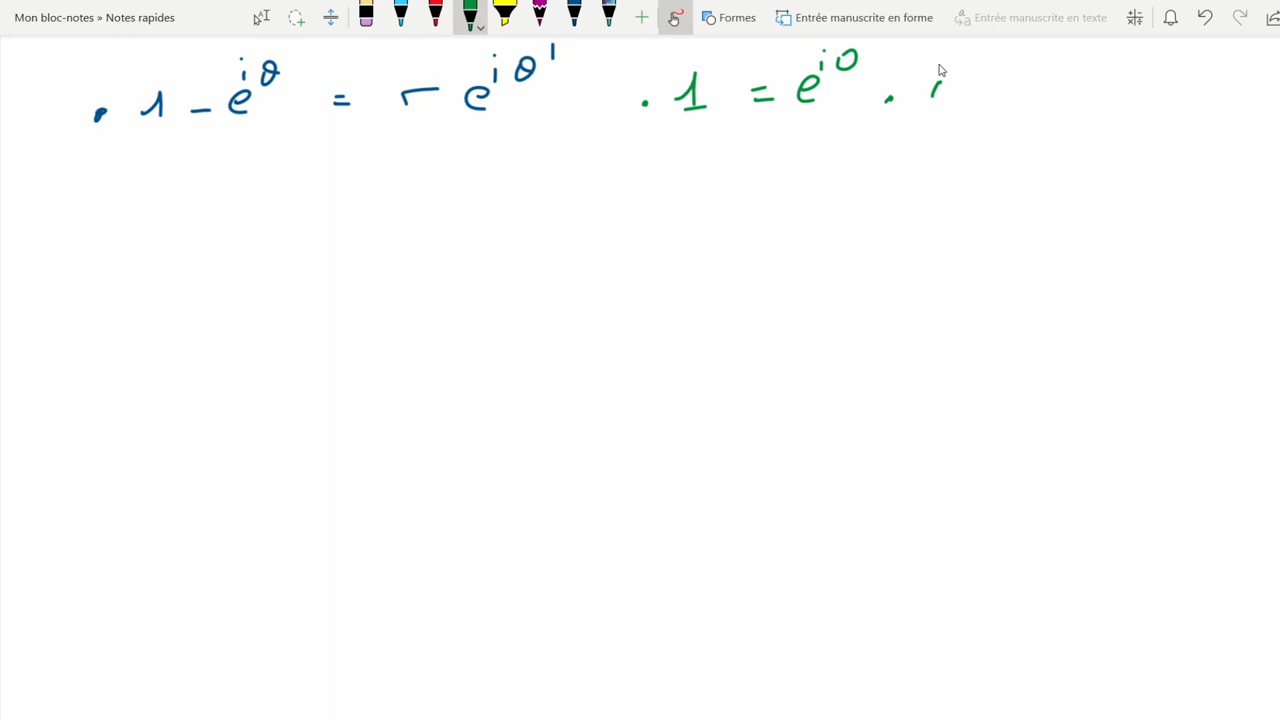 Mon bloc-notes » Notes rapides Formes Entrée manuscrite en forme Entrée manuscrite en texte
. 1 - e^{iθ} = r e^{iθ'} . 1 = e^{i0} . i